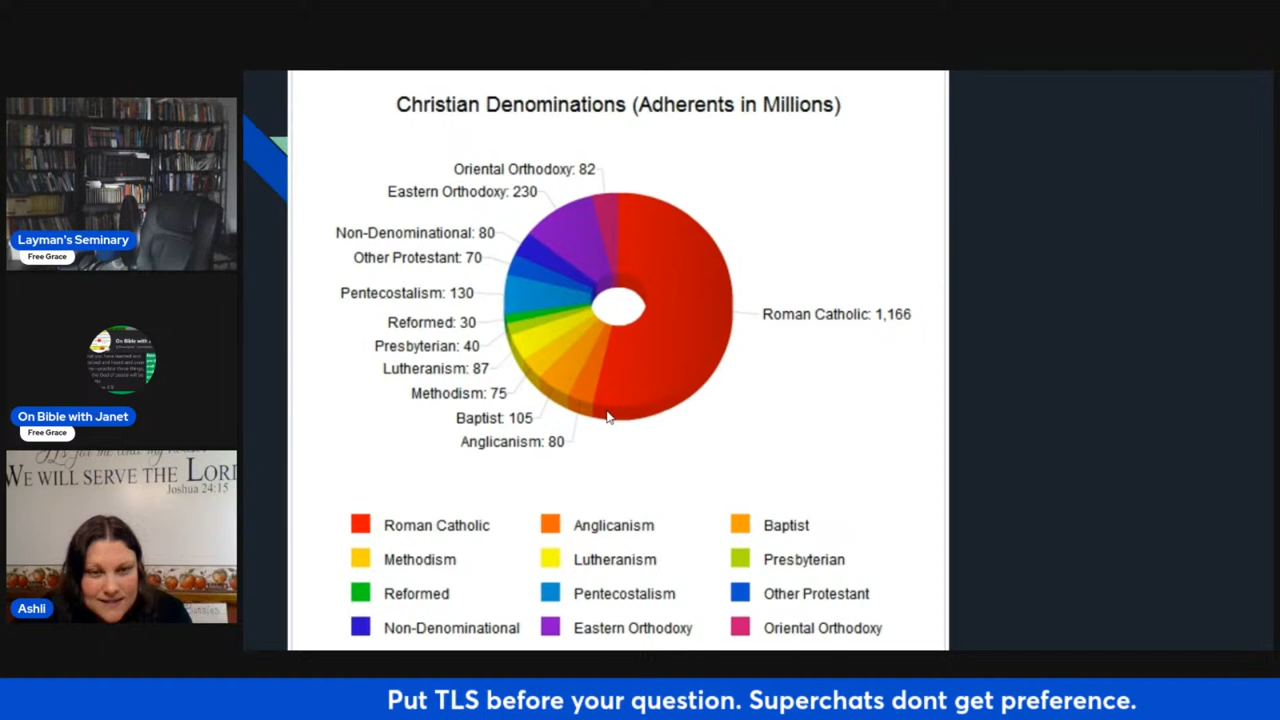 Layman's Seminary
Free Grace
On Bible with Janet
Free Grace
WE WILL SERVE THE LOR
Joshua 24:15
Ashli
Christian Denominations (Adherents in Millions)
Oriental Orthodoxy: 82
Eastern Orthodoxy: 230
Non-Denominational: 80
Other Protestant: 70
Pentecostalism: 130
Reformed: 30
Presbyterian: 40
Lutheranism: 87
Methodism: 75
Baptist: 105
Anglicanism: 80
Roman Catholic: 1,166
Roman Catholic Anglicanism Baptist
Methodism Lutheranism Presbyterian
Reformed Pentecostalism Other Protestant
Non-Denominational Eastern Orthodoxy Oriental Orthodoxy
Put TLS before your question. Superchats dont get preference.